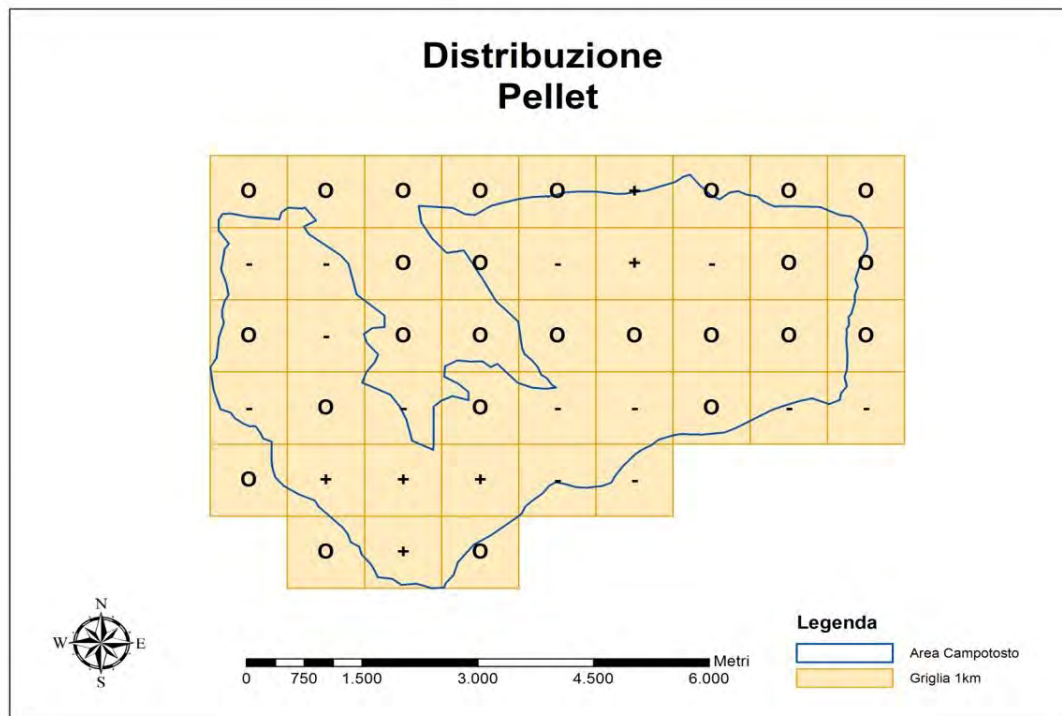 Distribuzione
Pellet
O O O O O + O O O
- - O O - + - O O
O - O O O O O O O
- O - O - - O - -
O + + + - -
O + O
N
W E
S
Metri
0 750 1.500 3.000 4.500 6.000
Legenda
Area Campotosto
Griglia 1km